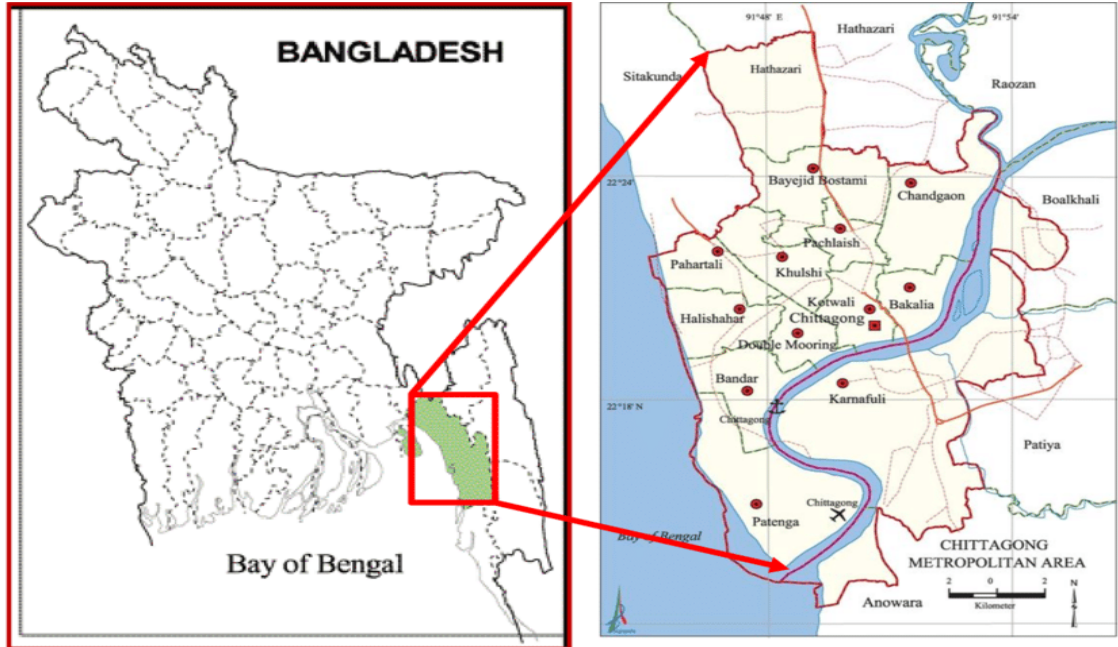 BANGLADESH
Bay of Bengal
91°48' E
91°54'
Hathazari
Sitakunda
Hathazari
Raozan
22°24'
Bayejid Bostami
Chandgaon
Boalkhali
Pachlaish
Pahartali
Khulshi
Kotwali
Bakalia
Halishahar
Chittagong
Double Mooring
Bandar
Karnafuli
22°18' N
Chittagong
Patiya
Chittagong
Patenga
Bay of Bengal
CHITTAGONG
METROPOLITAN AREA
2 0 2
N
Kilometer
Anowara